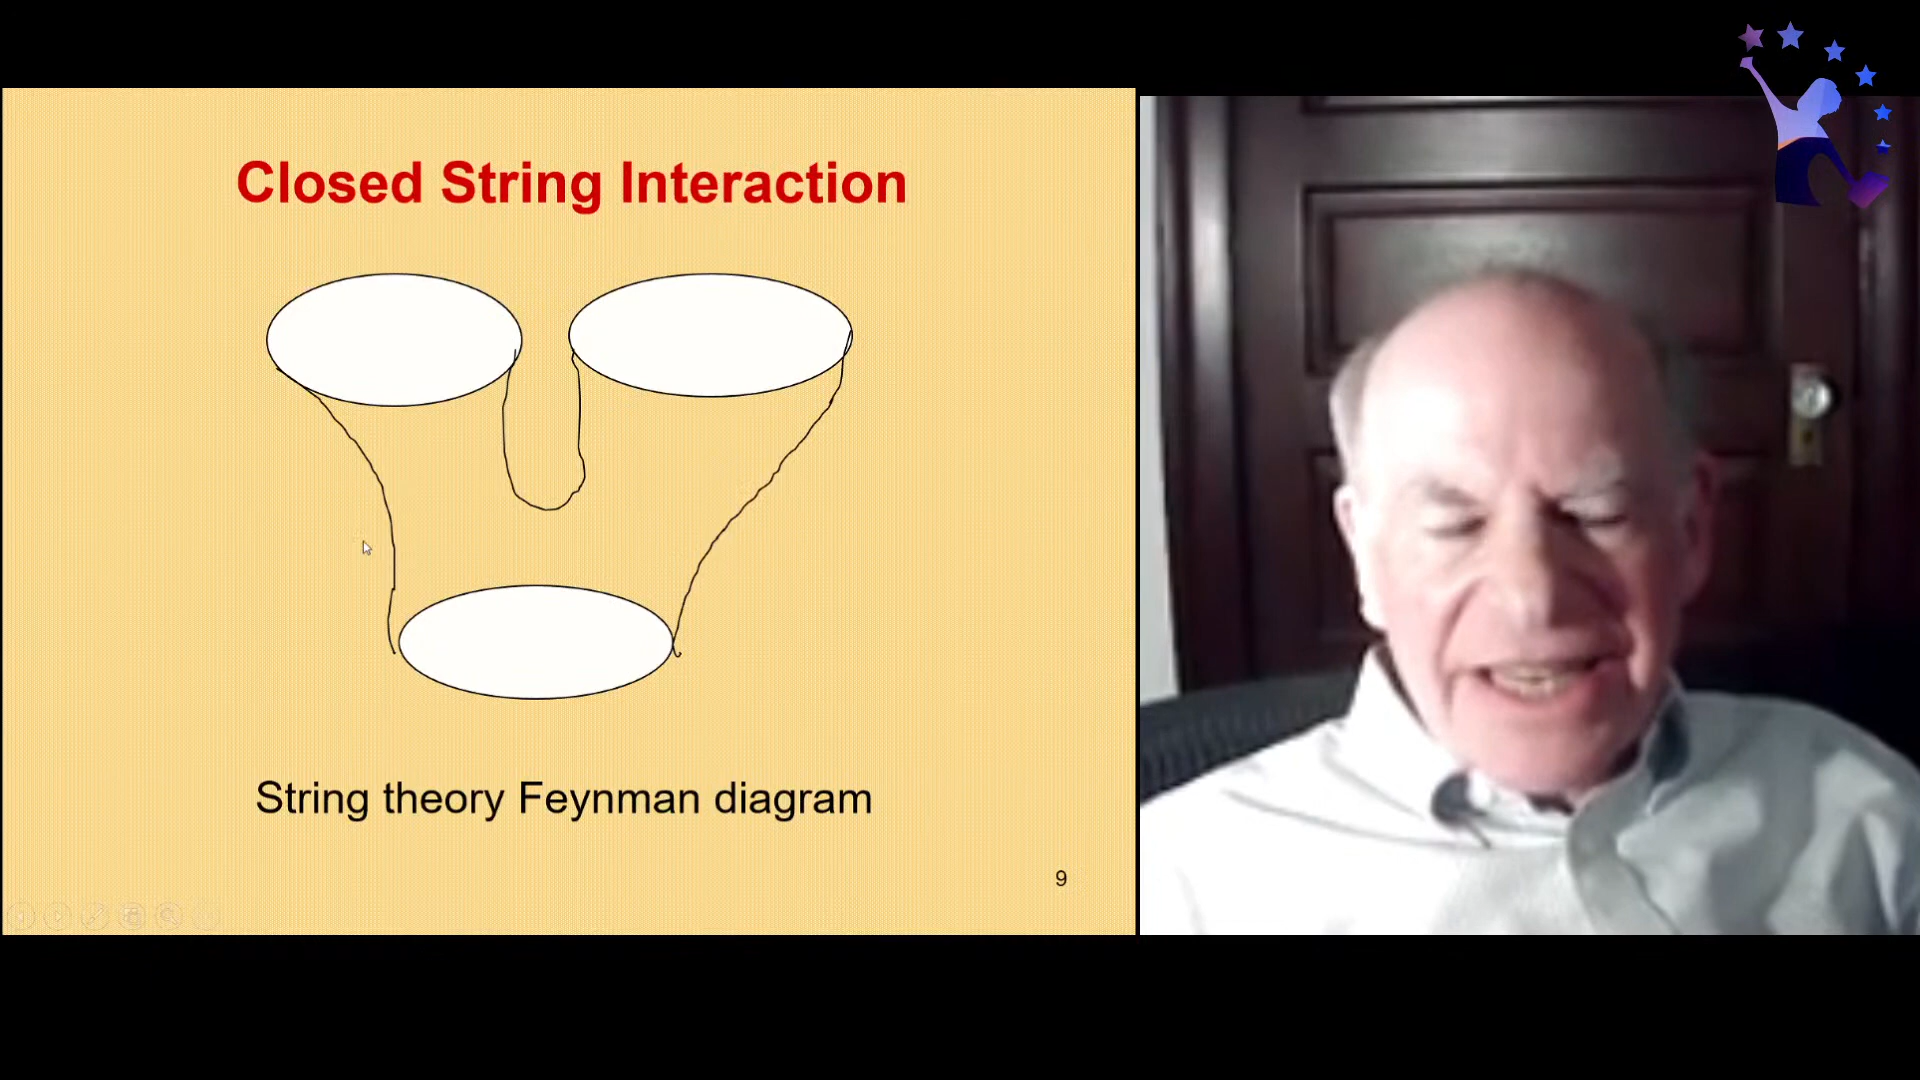 Closed String Interaction
String theory Feynman diagram
9